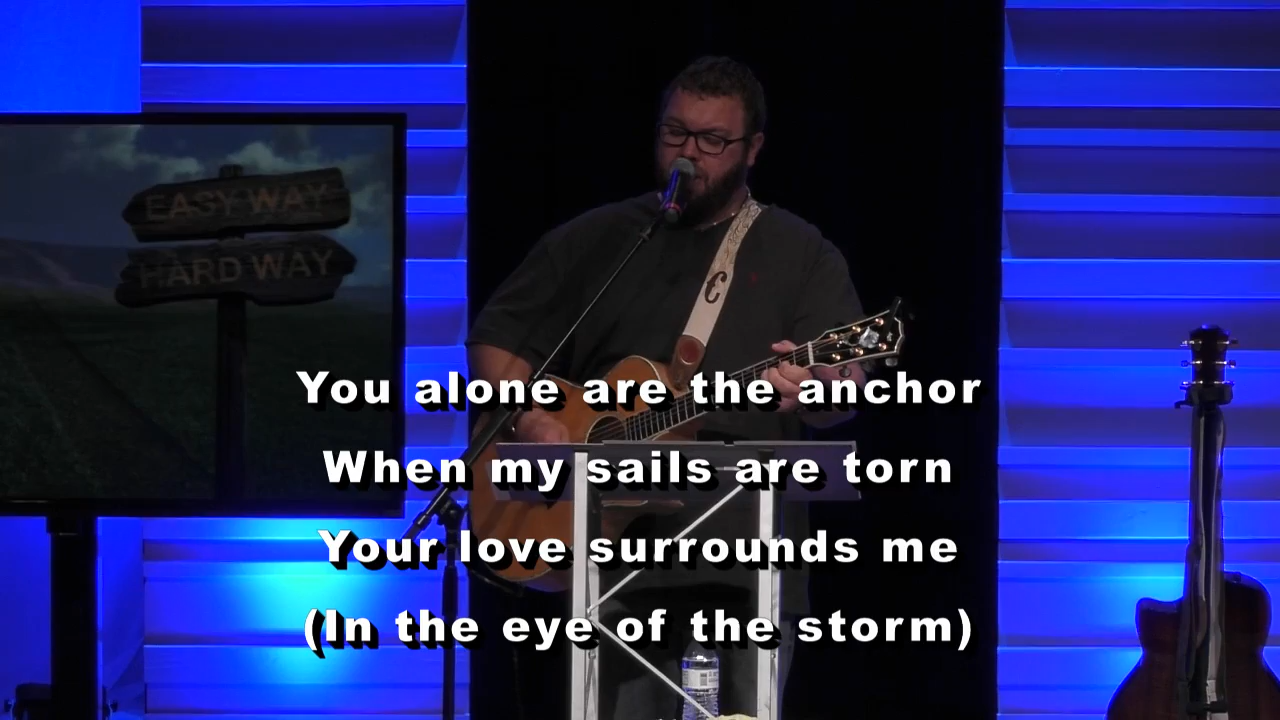 EASY WAY
HARD WAY
You alone are the anchor
When my sails are torn
Your love surrounds me
(In the eye of the storm)